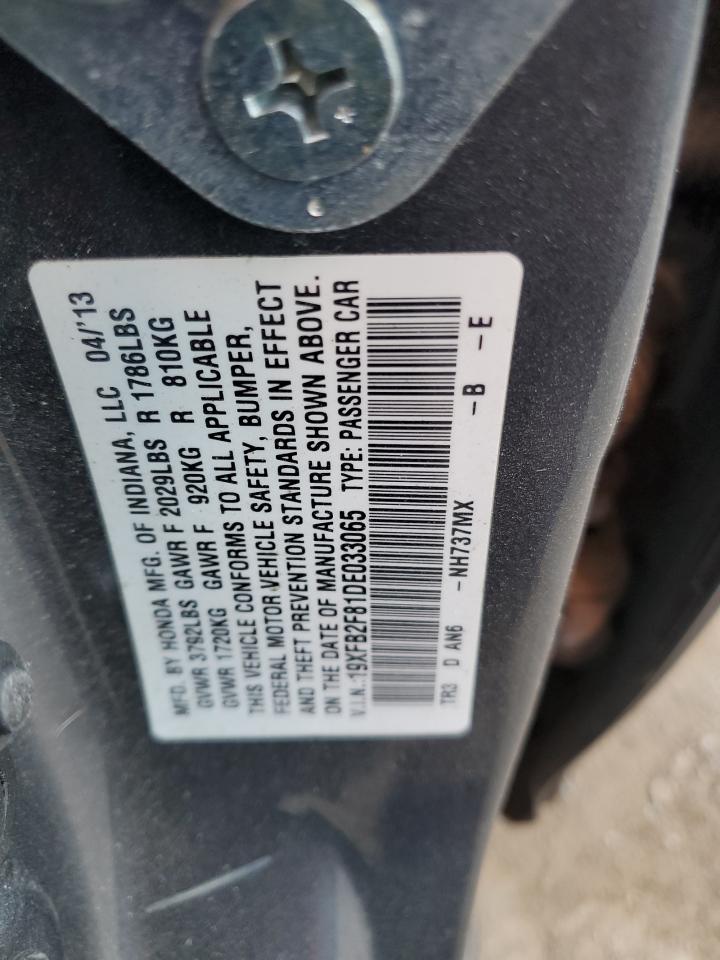 MFD. BY HONDA MFG. OF INDIANA, LLC 04/'13
GVWR 3792LBS GAWR F 2029LBS R 1786LBS
GVWR 1720KG GAWR F 920KG R 810KG
THIS VEHICLE CONFORMS TO ALL APPLICABLE
FEDERAL MOTOR VEHICLE SAFETY, BUMPER,
AND THEFT PREVENTION STANDARDS IN EFFECT
ON THE DATE OF MANUFACTURE SHOWN ABOVE.
V.I.N.:19XFB2F81DE033065 TYPE: PASSENGER CAR
TR3 D AN6 -NH737MX -B -E